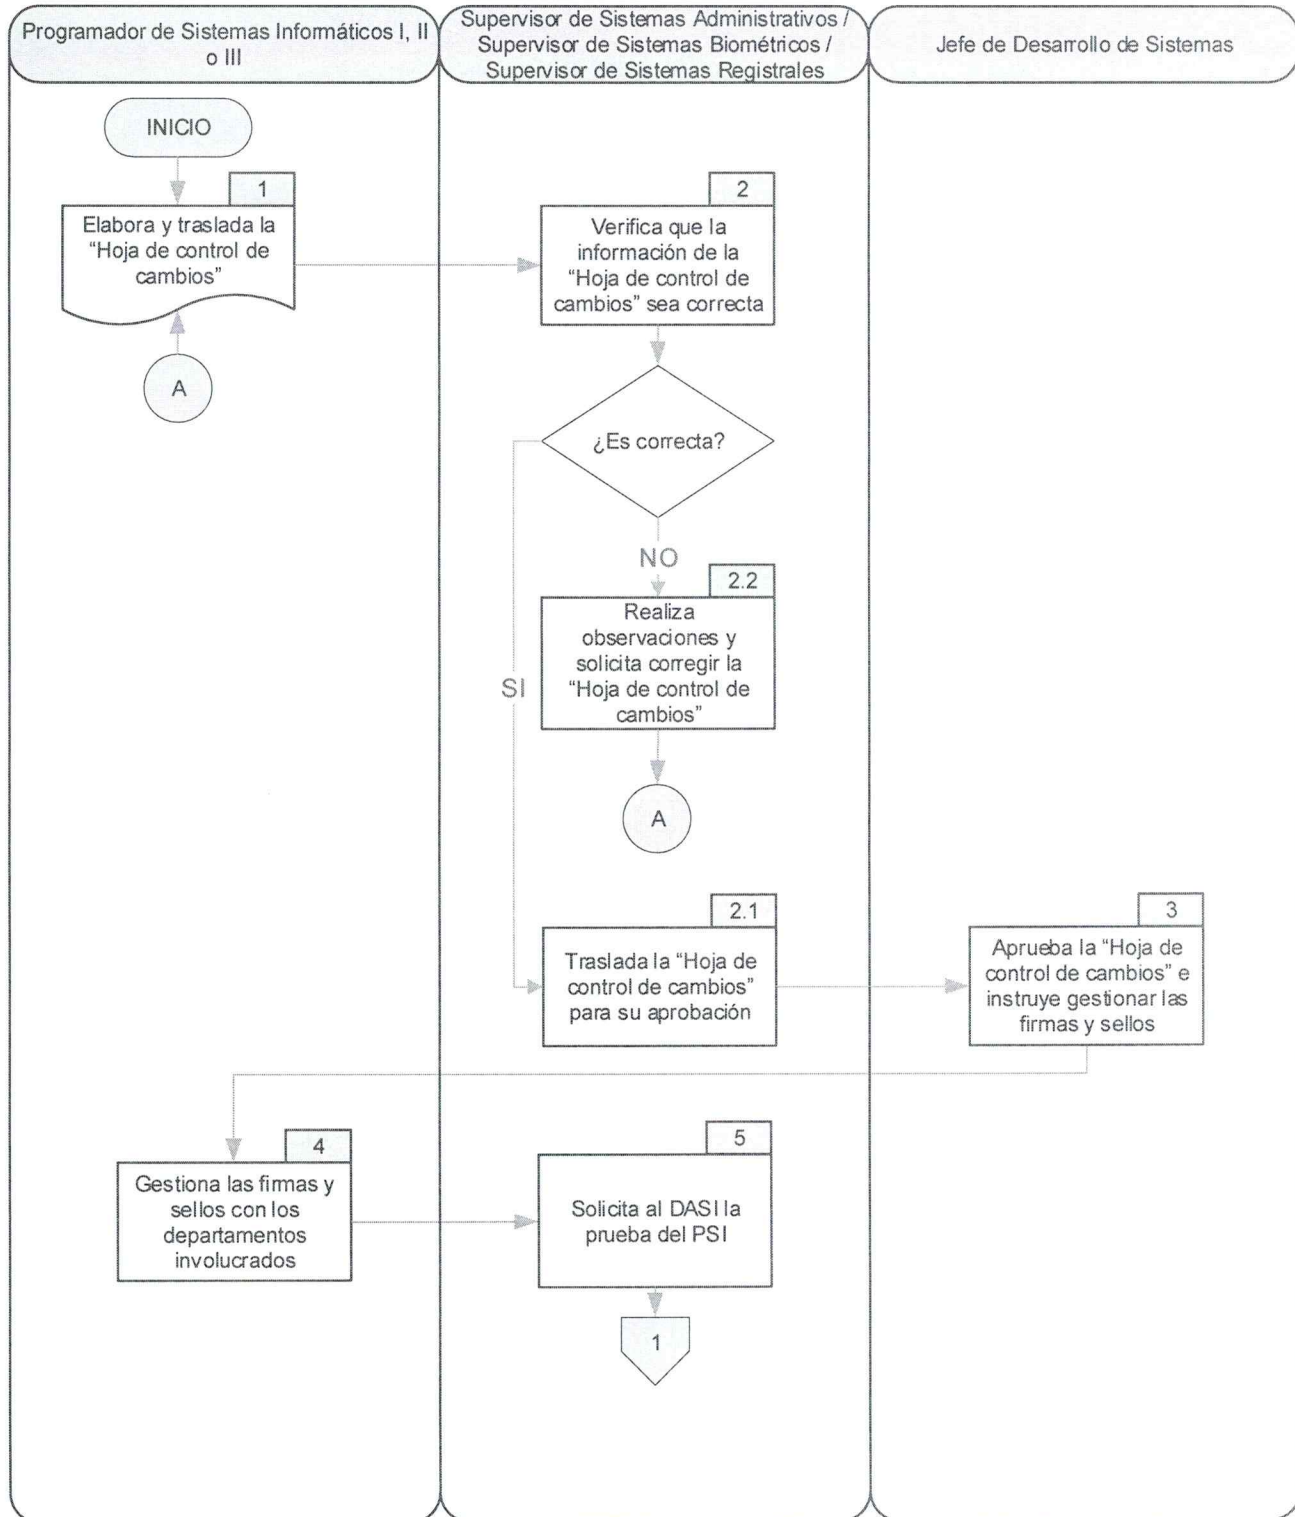 Programador de Sistemas Informáticos I, II
o III
Supervisor de Sistemas Administrativos /
Supervisor de Sistemas Biométricos /
Supervisor de Sistemas Registrales
Jefe de Desarrollo de Sistemas
INICIO
1
Elabora y traslada la
“Hoja de control de
cambios”
A
2
Verifica que la
información de la
“Hoja de control de
cambios” sea correcta
¿Es correcta?
NO
SI
2.2
Realiza
observaciones y
solicita corregir la
“Hoja de control de
cambios”
A
2.1
Traslada la “Hoja de
control de cambios”
para su aprobación
3
Aprueba la “Hoja de
control de cambios” e
instruye gestionar las
firmas y sellos
4
Gestiona las firmas y
sellos con los
departamentos
involucrados
5
Solicita al DASI la
prueba del PSI
1